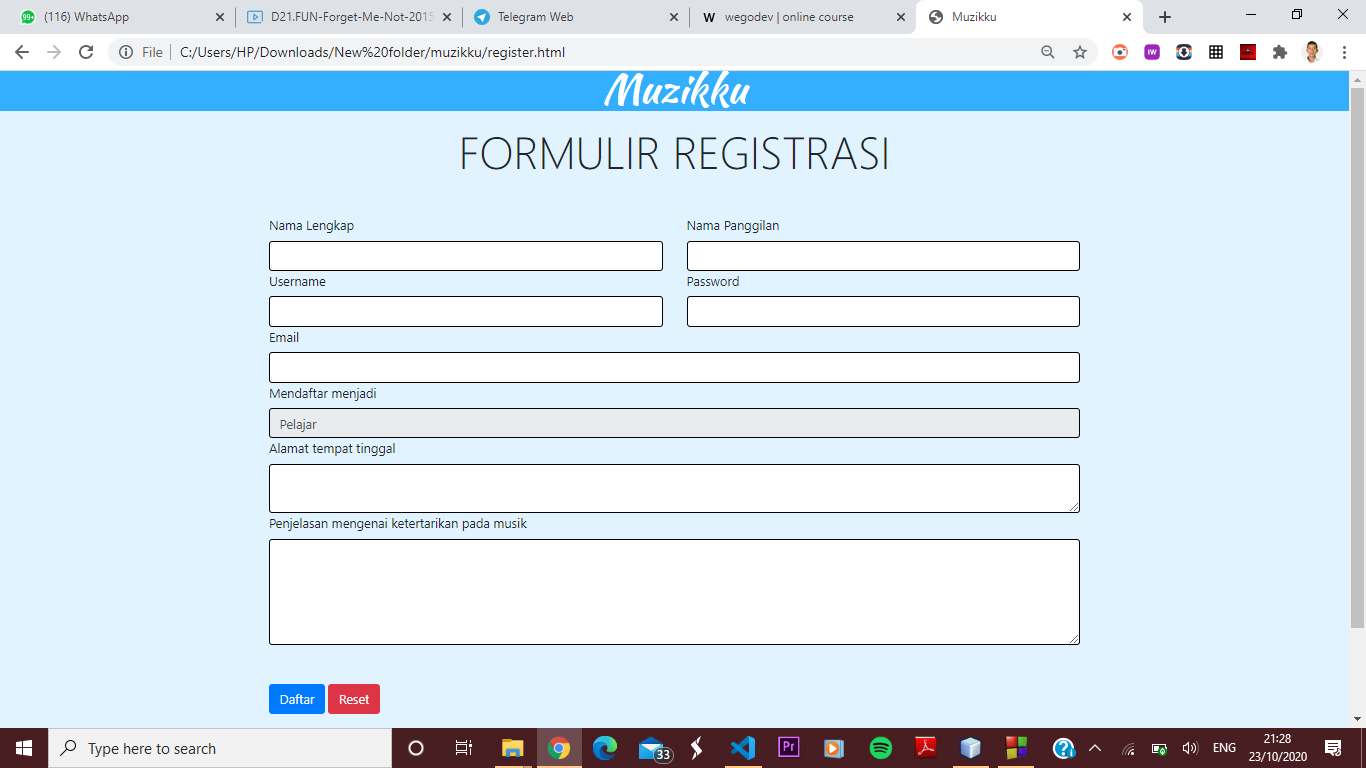 (116) WhatsApp
D21.FUN-Forget-Me-Not-2015
Telegram Web
wegodev | online course
Muzikku
File
C:/Users/HP/Downloads/New%20folder/muzikku/register.html
Muzikku
FORMULIR REGISTRASI
Nama Lengkap
Nama Panggilan
Username
Password
Email
Mendaftar menjadi
Pelajar
Alamat tempat tinggal
Penjelasan mengenai ketertarikan pada musik
Daftar
Reset
Type here to search
33
Pr
ENG
21:28
23/10/2020